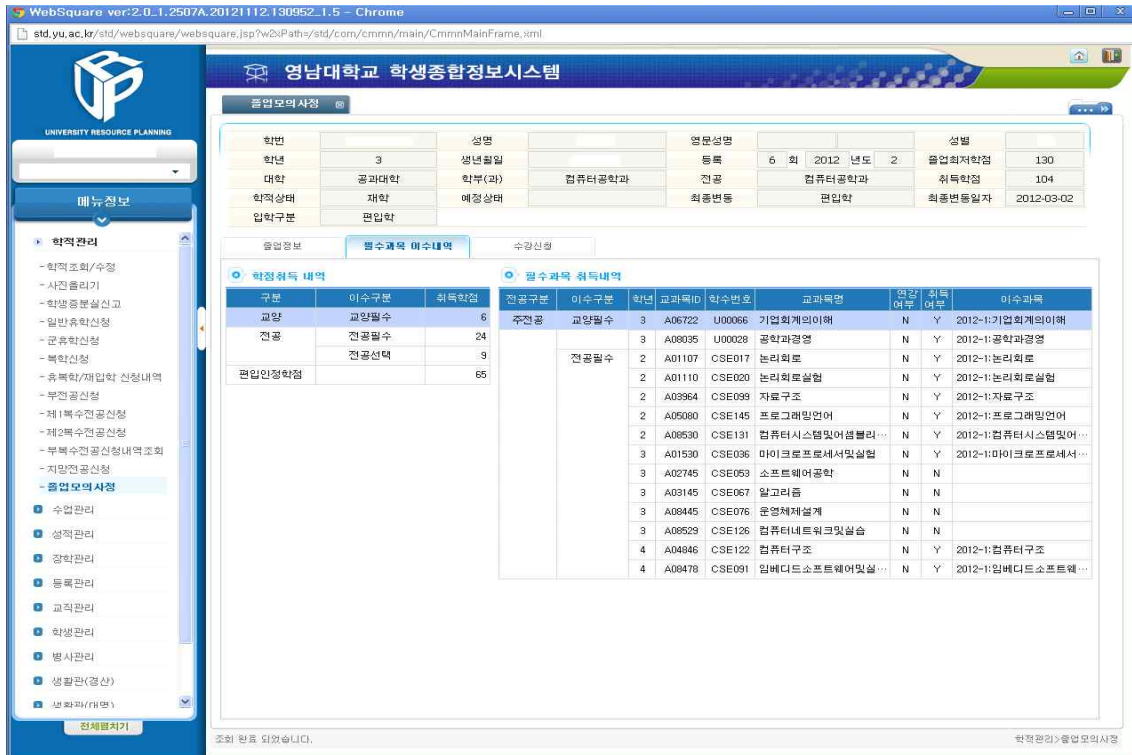 WebSquare ver:2.0_1.2507A.20121112.130952_1.5 - Chrome
std.yu.ac.kr/std/websquare/websquare.jsp?w2xPath=/std/com/cmmn/main/CmmnMainFrame.xml
UNIVERSITY RESOURCE PLANNING
메뉴정보
학적관리
-학적조회/수정
-사진올리기
-학생증분실신고
-일반휴학신청
-군휴학신청
-복학신청
-휴복학/재입학 신청내역
-부전공신청
-제1복수전공신청
-제2복수전공신청
-부복수전공신청내역조회
-지망전공신청
-졸업모의사정
수업관리
성적관리
장학관리
등록관리
교직관리
학생관리
병사관리
생활관(경산)
생활관(대명)
전체펼치기
영남대학교 학생종합정보시스템
졸업모의사정
학번 성명 영문성명 성별
학년 3 생년월일 등록 6 회 2012 년도 2 졸업최저학점 130
대학 공과대학 학부(과) 컴퓨터공학과 전공 컴퓨터공학과 취득학점 104
학적상태 재학 예정상태 최종변동 편입학 최종변동일자 2012-03-02
입학구분 편입학
졸업정보 필수과목 이수내역 수강신청
학점취득 내역
구분 이수구분 취득학점
교양 교양필수 6
전공 전공필수 24
전공선택 9
편입인정학점 65
필수과목 취득내역
전공구분 이수구분 학년 교과목ID 학수번호 교과목명 연강여부 취득여부 이수과목
주전공 교양필수 3 A06722 U00066 기업회계의이해 N Y 2012-1:기업회계의이해
3 A08035 U00028 공학과경영 N Y 2012-1:공학과경영
전공필수 2 A01107 CSE017 논리회로 N Y 2012-1:논리회로
2 A01110 CSE020 논리회로실험 N Y 2012-1:논리회로실험
2 A03964 CSE099 자료구조 N Y 2012-1:자료구조
2 A05080 CSE145 프로그래밍언어 N Y 2012-1:프로그래밍언어
2 A08530 CSE131 컴퓨터시스템및어셈블리… N Y 2012-1:컴퓨터시스템및어…
3 A01530 CSE036 마이크로프로세서및실험 N Y 2012-1:마이크로프로세서…
3 A02745 CSE053 소프트웨어공학 N N
3 A03145 CSE067 알고리즘 N N
3 A08445 CSE076 운영체제설계 N N
3 A08529 CSE126 컴퓨터네트워크및실습 N N
4 A04846 CSE122 컴퓨터구조 N Y 2012-1:컴퓨터구조
4 A08478 CSE091 임베디드소프트웨어및실… N Y 2012-1:임베디드소프트웨…
조회 완료 되었습니다.
학적관리>졸업모의사정